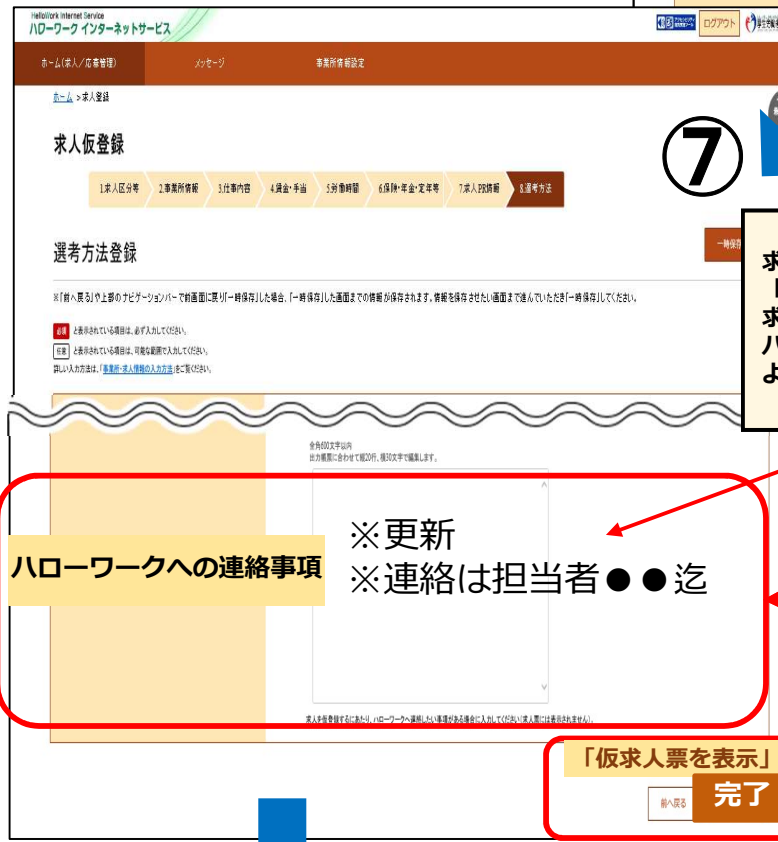 HelloWork Internet Service
ハローワーク インターネットサービス
ログアウト
ホーム(求人／応募管理)
メッセージ
事業所情報設定
ホーム > 求人登録
求人仮登録
⑦
1.求人区分等
2.事業所情報
3.仕事内容
4.賃金・手当
5.労働時間
6.保険・年金・定年等
7.求人PR情報
8.選考方法
選考方法登録
一時保存
※「前へ戻る」や上部のナビゲーションバーで前画面に戻り「一時保存」した場合、「一時保存」した画面までの情報が保存されます。情報を保存させたい画面まで進んでいただき「一時保存」してください。
必須 と表示されている項目は、必ず入力してください。
任意 と表示されている項目は、可能な範囲で入力してください。
詳しい入力方法は、「事業所・求人情報の入力方法」をご覧ください。
求
「
求
ハ
よ
全角600文字以内
出力帳票に合わせて縦20行、横30文字で編集します。
ハローワークへの連絡事項
※更新
※連絡は担当者●●迄
求人を仮登録するにあたり、ハローワークへ連絡したい事項がある場合に入力してください(求人票には表示されません)。
「仮求人票を表示」
前へ戻る
完了